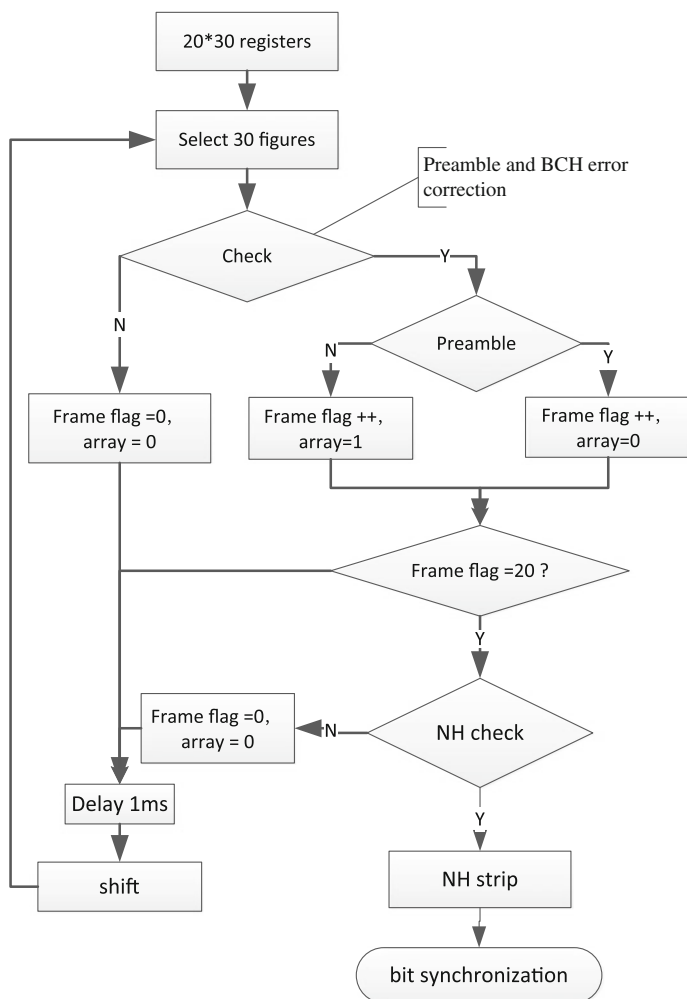 20*30 registers
Select 30 figures
Preamble and BCH error
correction
Check
Y
N
Preamble
N
Y
Frame flag =0,
array = 0
Frame flag ++,
array=1
Frame flag ++,
array=0
Frame flag =20 ?
Y
Frame flag =0,
array = 0
N
NH check
Delay 1ms
Y
shift
NH strip
bit synchronization